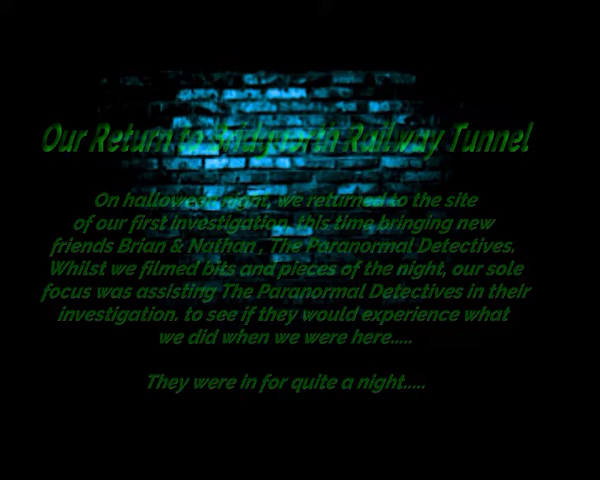 Our Return to Bridgnorth Railway Tunnel
On halloween night, we returned to the site
of our first investigation, this time bringing new
friends Brian & Nathan , The Paranormal Detectives.
Whilst we filmed bits and pieces of the night, our sole
focus was assisting The Paranormal Detectives in their
investigation. to see if they would experience what
we did when we were here.....
They were in for quite a night.....